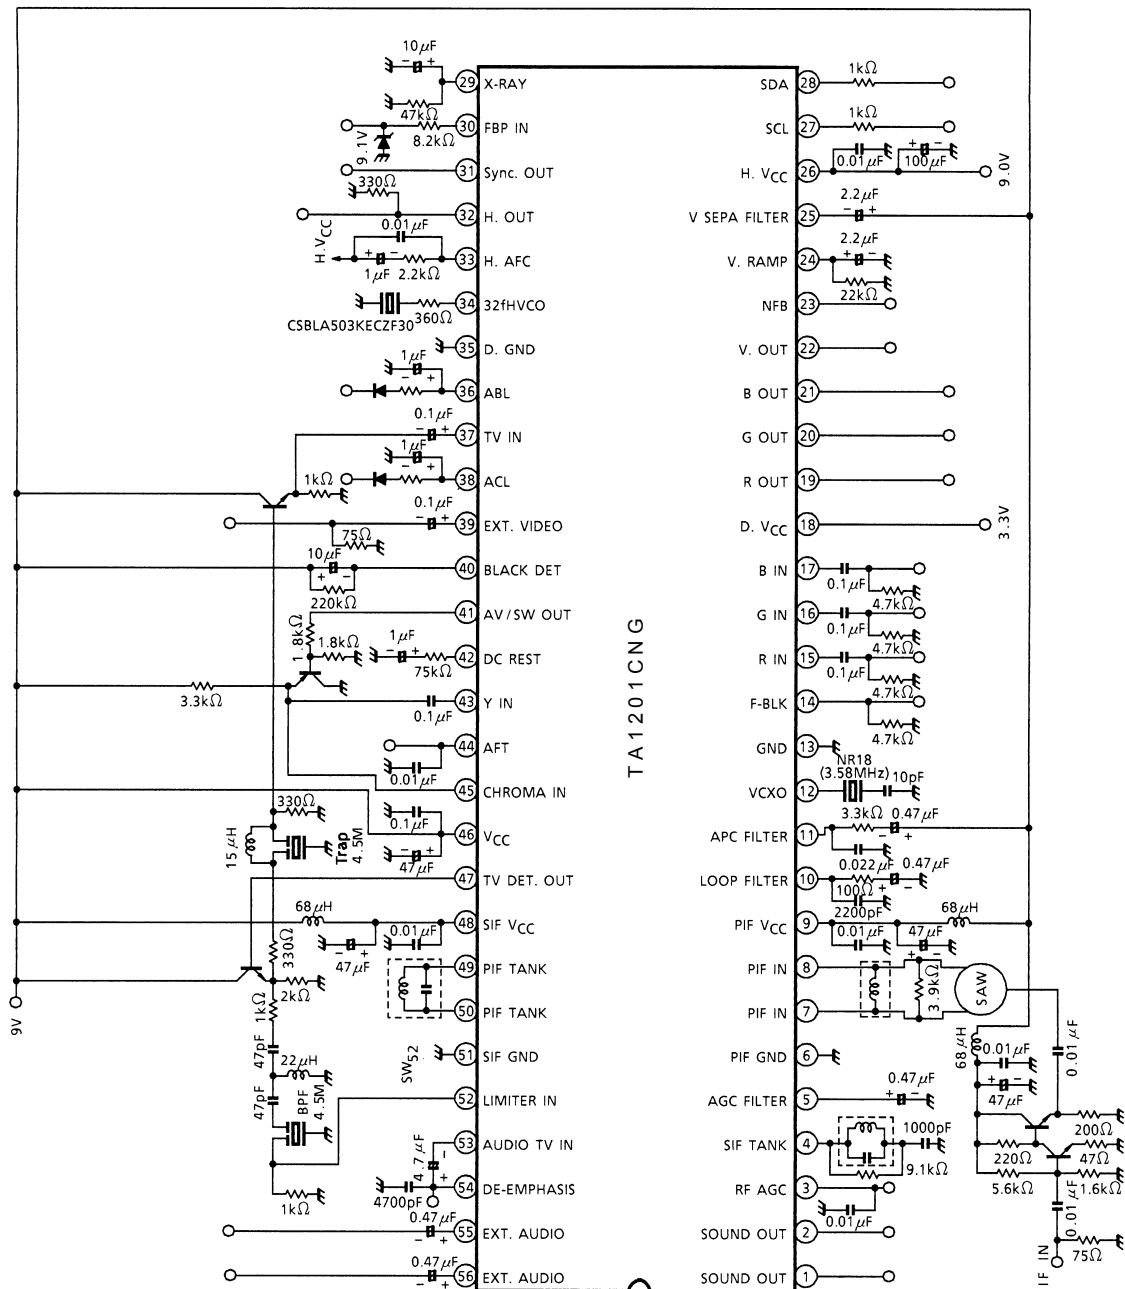 10μF
− +
29 X-RAY
47kΩ
30 FBP IN
8.2kΩ
9.1V
31 Sync. OUT
330Ω
32 H. OUT
0.01μF
H.VCC
33 H. AFC
+ −
1μF 2.2kΩ
34 32fHVCO
360Ω
CSBLA503KECZF30
35 D. GND
1μF
− +
36 ABL
0.1μF
− +
37 TV IN
1μF
− +
38 ACL
1kΩ
0.1μF
− +
39 EXT. VIDEO
75Ω
10μF
40 BLACK DET
+ −
220kΩ
41 AV/SW OUT
1.8kΩ
1.8kΩ
1μF
− +
42 DC REST
75kΩ
3.3kΩ
43 Y IN
0.1μF
44 AFT
0.01μF
45 CHROMA IN
330Ω
0.1μF
46 VCC
15μH
Trap
4.5M
− +
47μF
47 TV DET. OUT
68μH
48 SIF VCC
0.01μF
− +
47μF
330Ω
49 PIF TANK
2kΩ
1kΩ
50 PIF TANK
9V
47pF
51 SIF GND
SW52
22μH
47pF
BPF
4.5M
52 LIMITER IN
53 AUDIO TV IN
4.7μF
−
+
54 DE-EMPHASIS
4700pF
1kΩ
0.47μF
− +
55 EXT. AUDIO
0.47μF
− +
56 EXT. AUDIO
TA1201CNG
1kΩ
SDA 28
1kΩ
SCL 27
0.01μF
+ −
100μF
H. VCC 26
9.0V
2.2μF
− +
V SEPA FILTER 25
2.2μF
+ −
V. RAMP 24
22kΩ
NFB 23
V. OUT 22
B OUT 21
G OUT 20
R OUT 19
D. VCC 18
3.3V
B IN 17
0.1μF
4.7kΩ
G IN 16
0.1μF
4.7kΩ
R IN 15
0.1μF
4.7kΩ
F-BLK 14
4.7kΩ
GND 13
NR18
(3.58MHz)
10pF
VCXO 12
3.3kΩ 0.47μF
− +
APC FILTER 11
0.022μF 0.47μF
LOOP FILTER 10
100Ω + −
2200pF
68μH
PIF VCC 9
0.01μF
47μF
+ −
PIF IN 8
3.9kΩ
SAW
PIF IN 7
68μH
0.01μF
0.01μF
PIF GND 6
+ −
47μF
0.47μF
+ −
AGC FILTER 5
1000pF
SIF TANK 4
9.1kΩ
200Ω
220Ω
47Ω
5.6kΩ
1.6kΩ
RF AGC 3
0.01μF
0.01μF
SOUND OUT 2
75Ω
IF IN
SOUND OUT 1